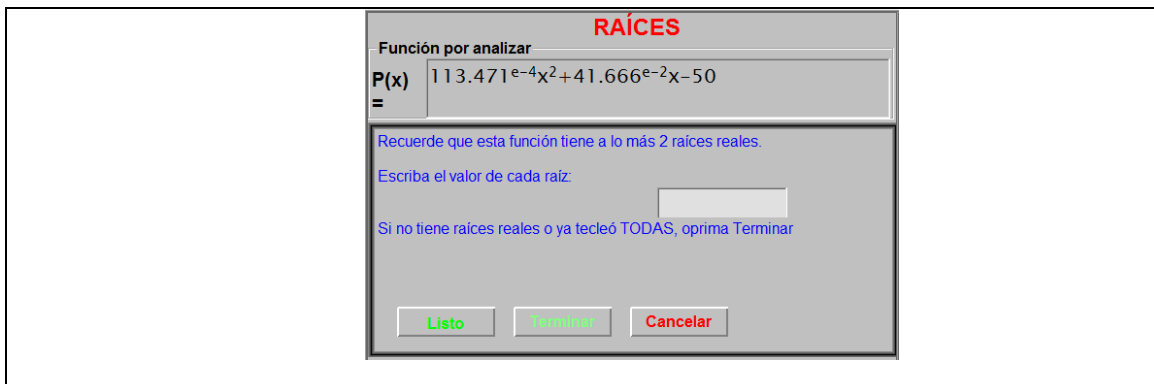 RAÍCES
Función por analizar
P(x)
=
113.471e-4x2+41.666e-2x-50
Recuerde que esta función tiene a lo más 2 raíces reales.
Escriba el valor de cada raíz:
Si no tiene raíces reales o ya tecleó TODAS, oprima Terminar
Listo Terminar Cancelar